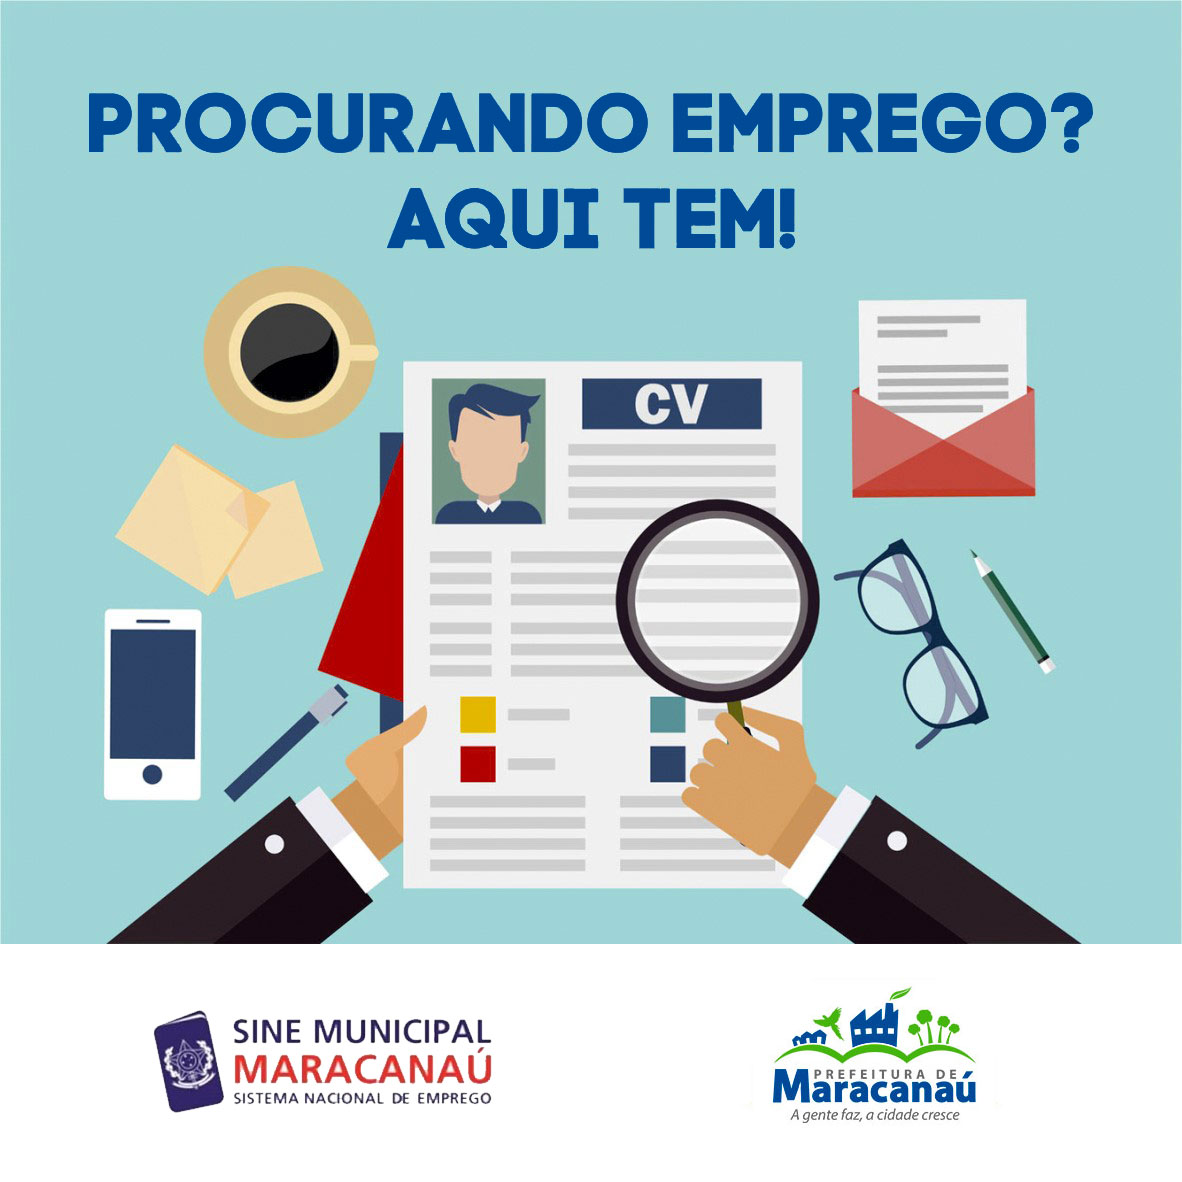 PROCURANDO EMPREGO?
AQUI TEM!
CV
SINE MUNICIPAL
MARACANAÚ
SISTEMA NACIONAL DE EMPREGO
PREFEITURA DE
Maracanaú
A gente faz, a cidade cresce